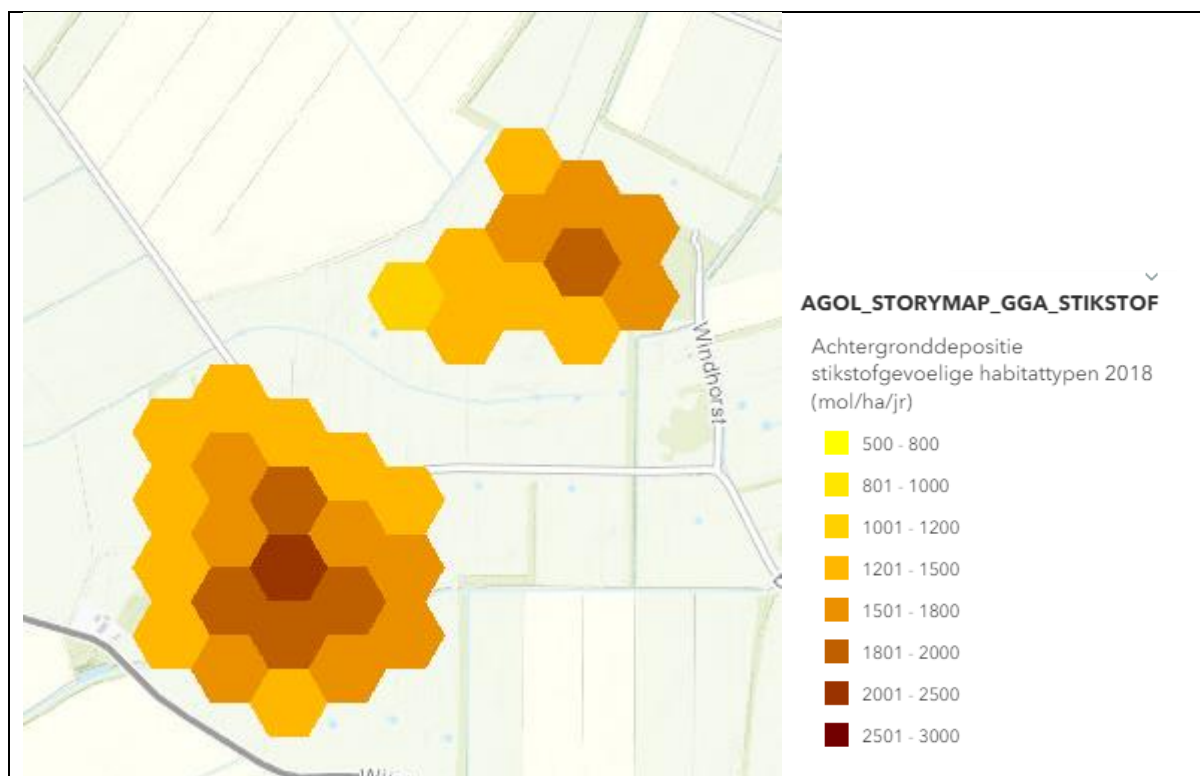 Windhorst
AGOL_STORYMAP_GGA_STIKSTOF
Achtergronddepositie
stikstofgevoelige habitattypen 2018
(mol/ha/jr)
500 - 800
801 - 1000
1001 - 1200
1201 - 1500
1501 - 1800
1801 - 2000
2001 - 2500
2501 - 3000